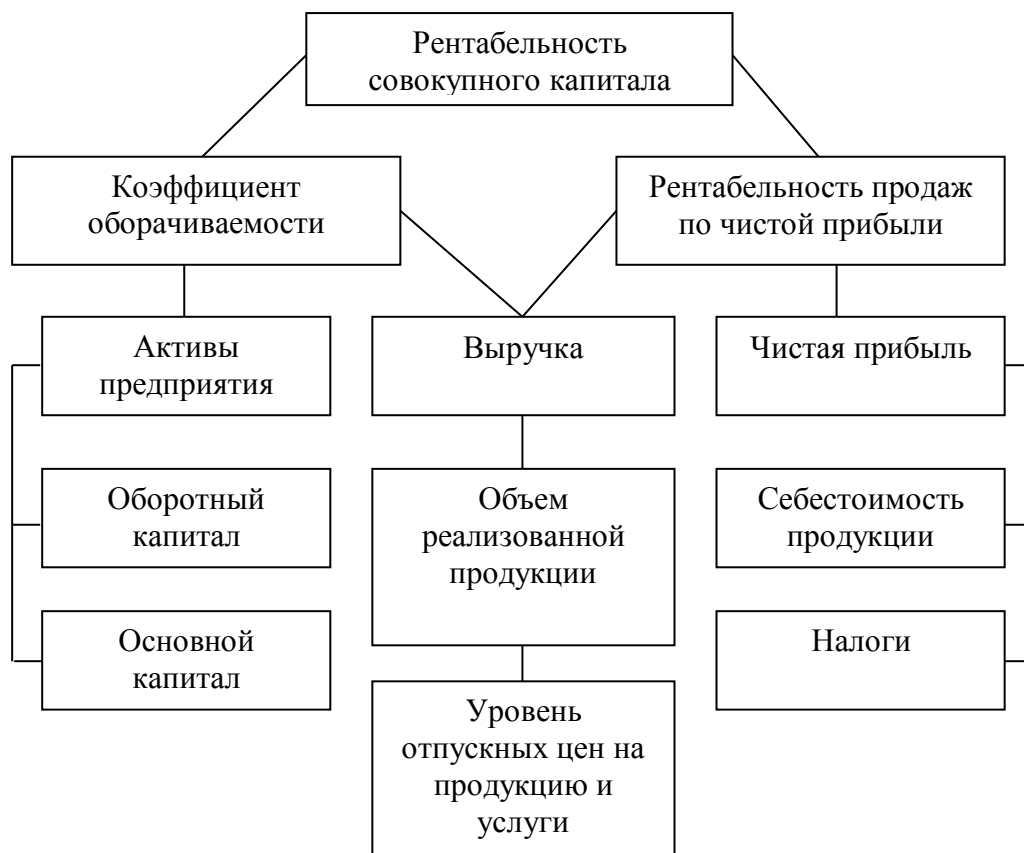 Рентабельность
совокупного капитала
Коэффициент
оборачиваемости
Рентабельность продаж
по чистой прибыли
Активы
предприятия
Выручка
Чистая прибыль
Оборотный
капитал
Объем
реализованной
продукции
Себестоимость
продукции
Основной
капитал
Налоги
Уровень
отпускных цен на
продукцию и
услуги